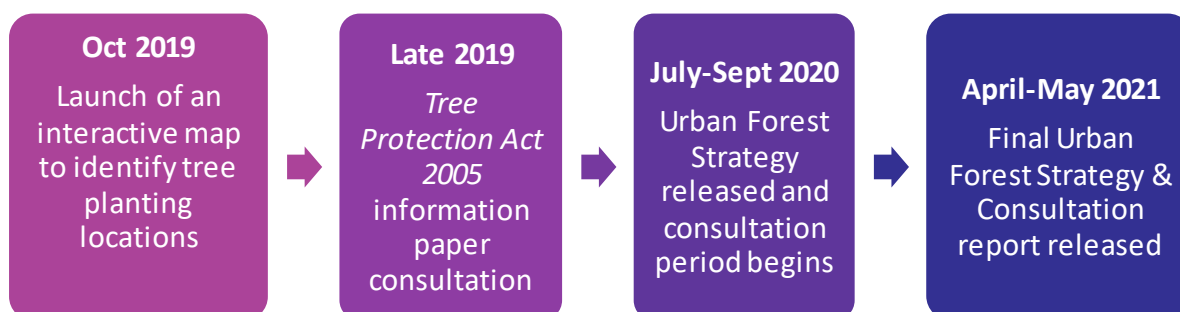 Oct 2019
Launch of an
interactive map
to identify tree
planting
locations
Late 2019
Tree
Protection Act
2005
information
paper
consultation
July-Sept 2020
Urban Forest
Strategy
released and
consultation
period begins
April-May 2021
Final Urban
Forest Strategy &
Consultation
report released